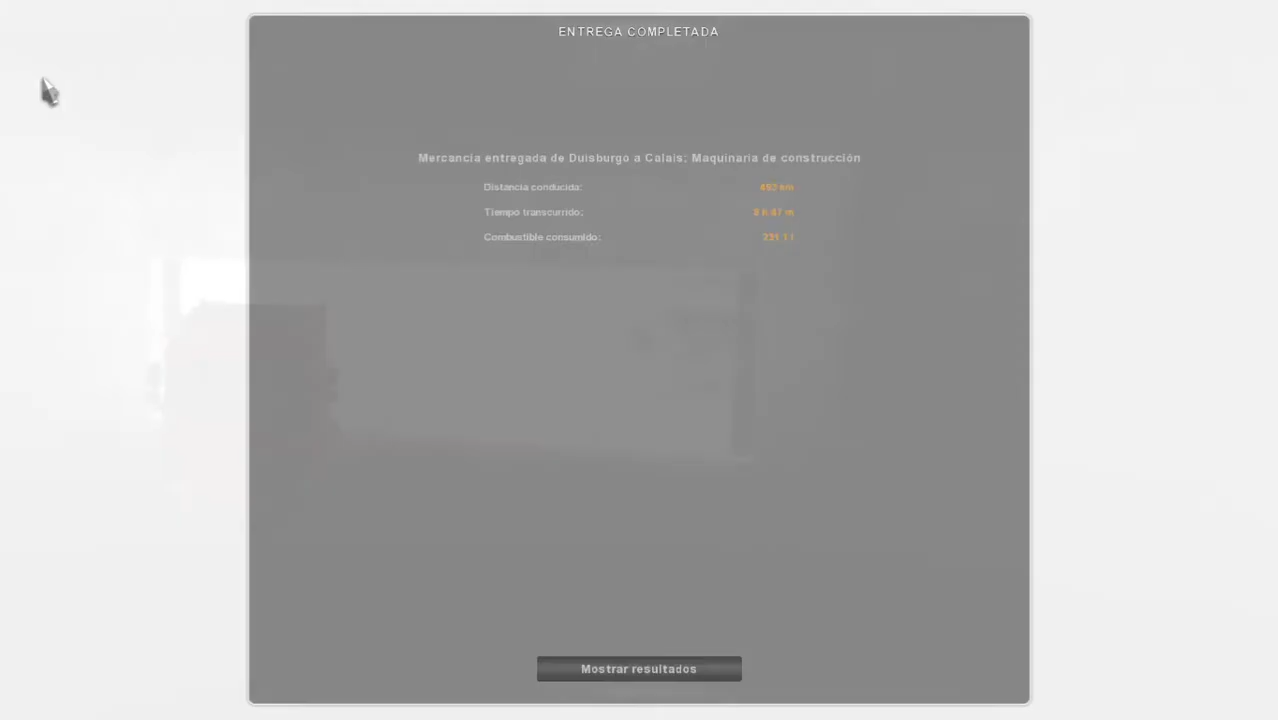 ENTREGA COMPLETADA
Mercancía entregada de Duisburgo a Calais: Maquinaria de construcción
Distancia conducida:
Tiempo transcurrido:
Combustible consumido:
Mostrar resultados